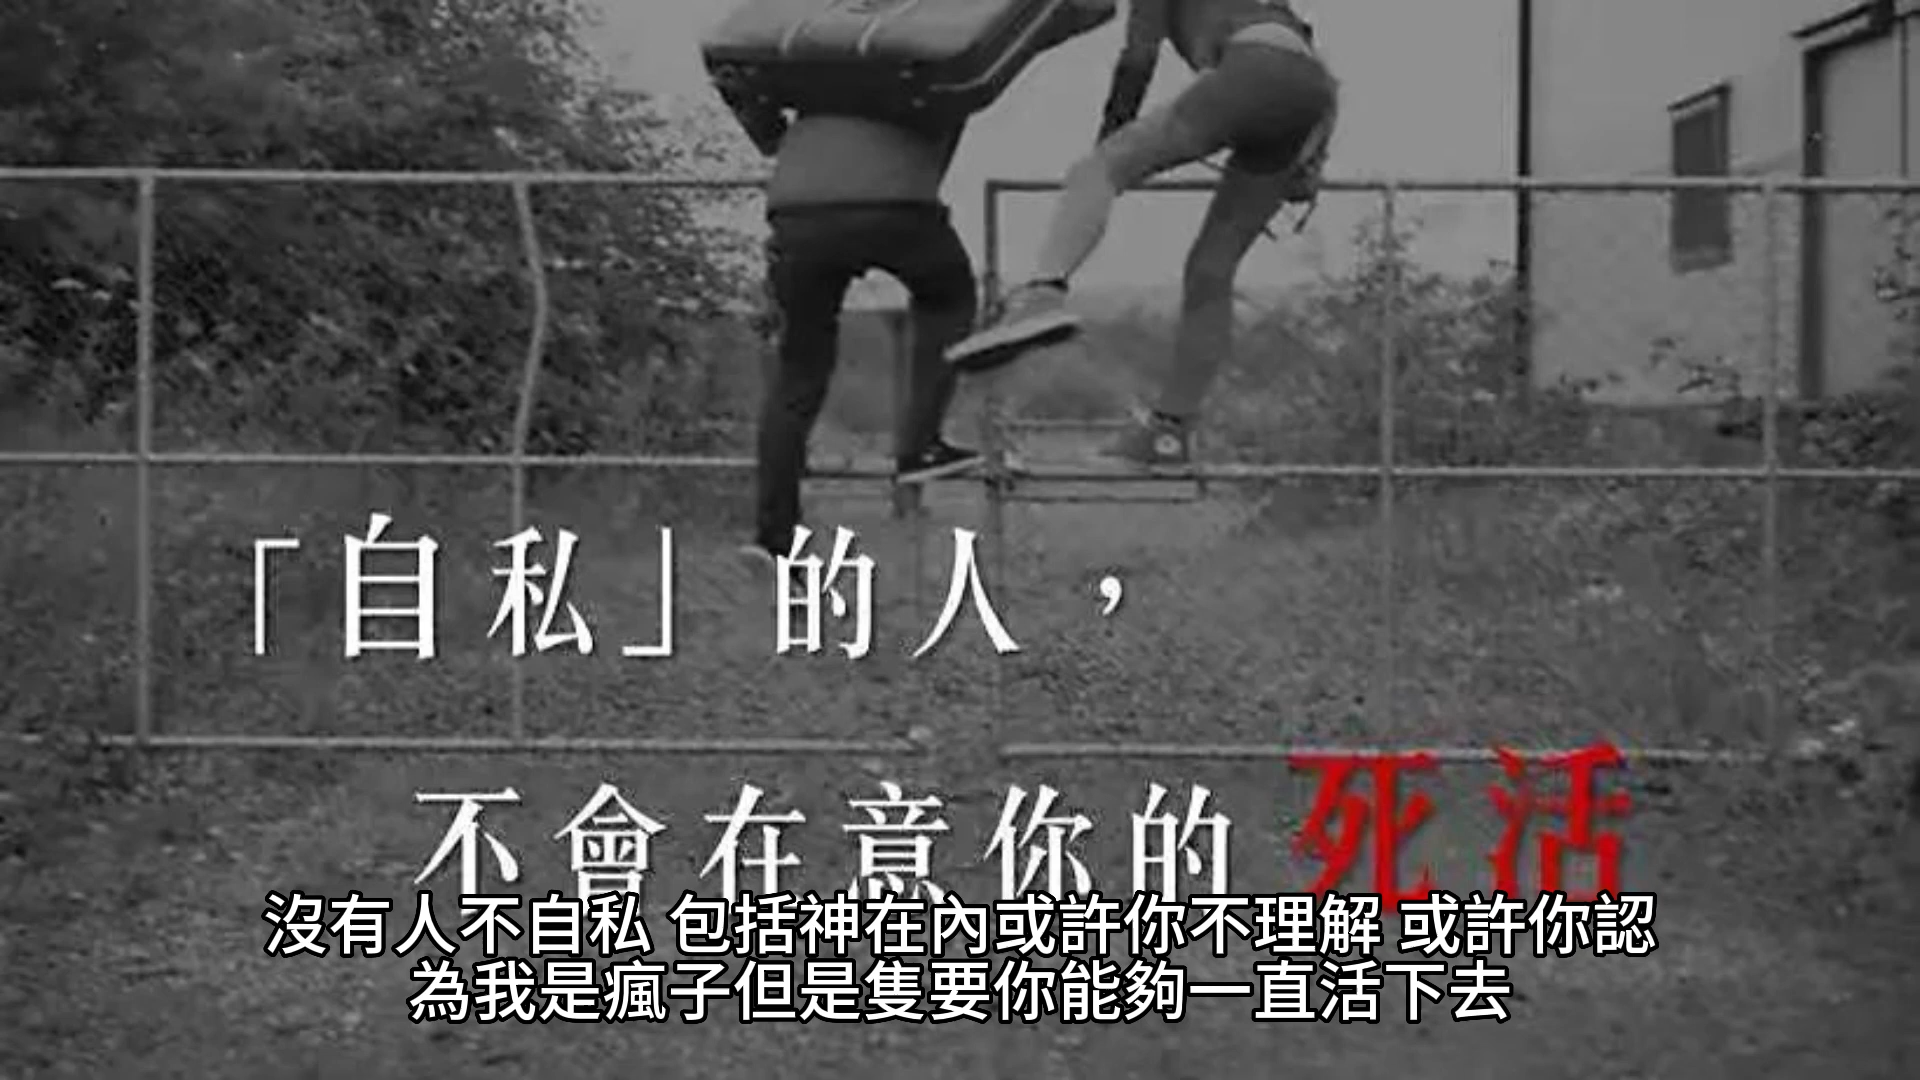 「自私」的人，
不會在意你的死活
沒有人不自私 包括神在內或許你不理解 或許你認
為我是瘋子但是隻要你能夠一直活下去